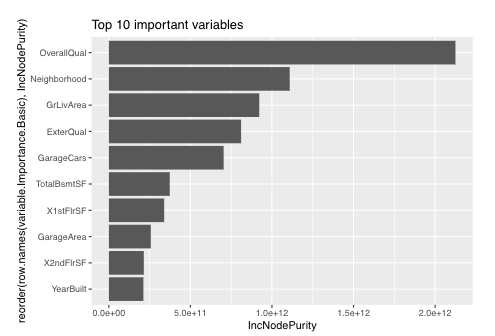 Top 10 important variables
reorder(row.names(variable.Importance.Basic), IncNodePurity)
OverallQual
Neighborhood
GrLivArea
ExterQual
GarageCars
TotalBsmtSF
X1stFlrSF
GarageArea
X2ndFlrSF
YearBuilt
0.0e+00 5.0e+11 1.0e+12 1.5e+12 2.0e+12
IncNodePurity